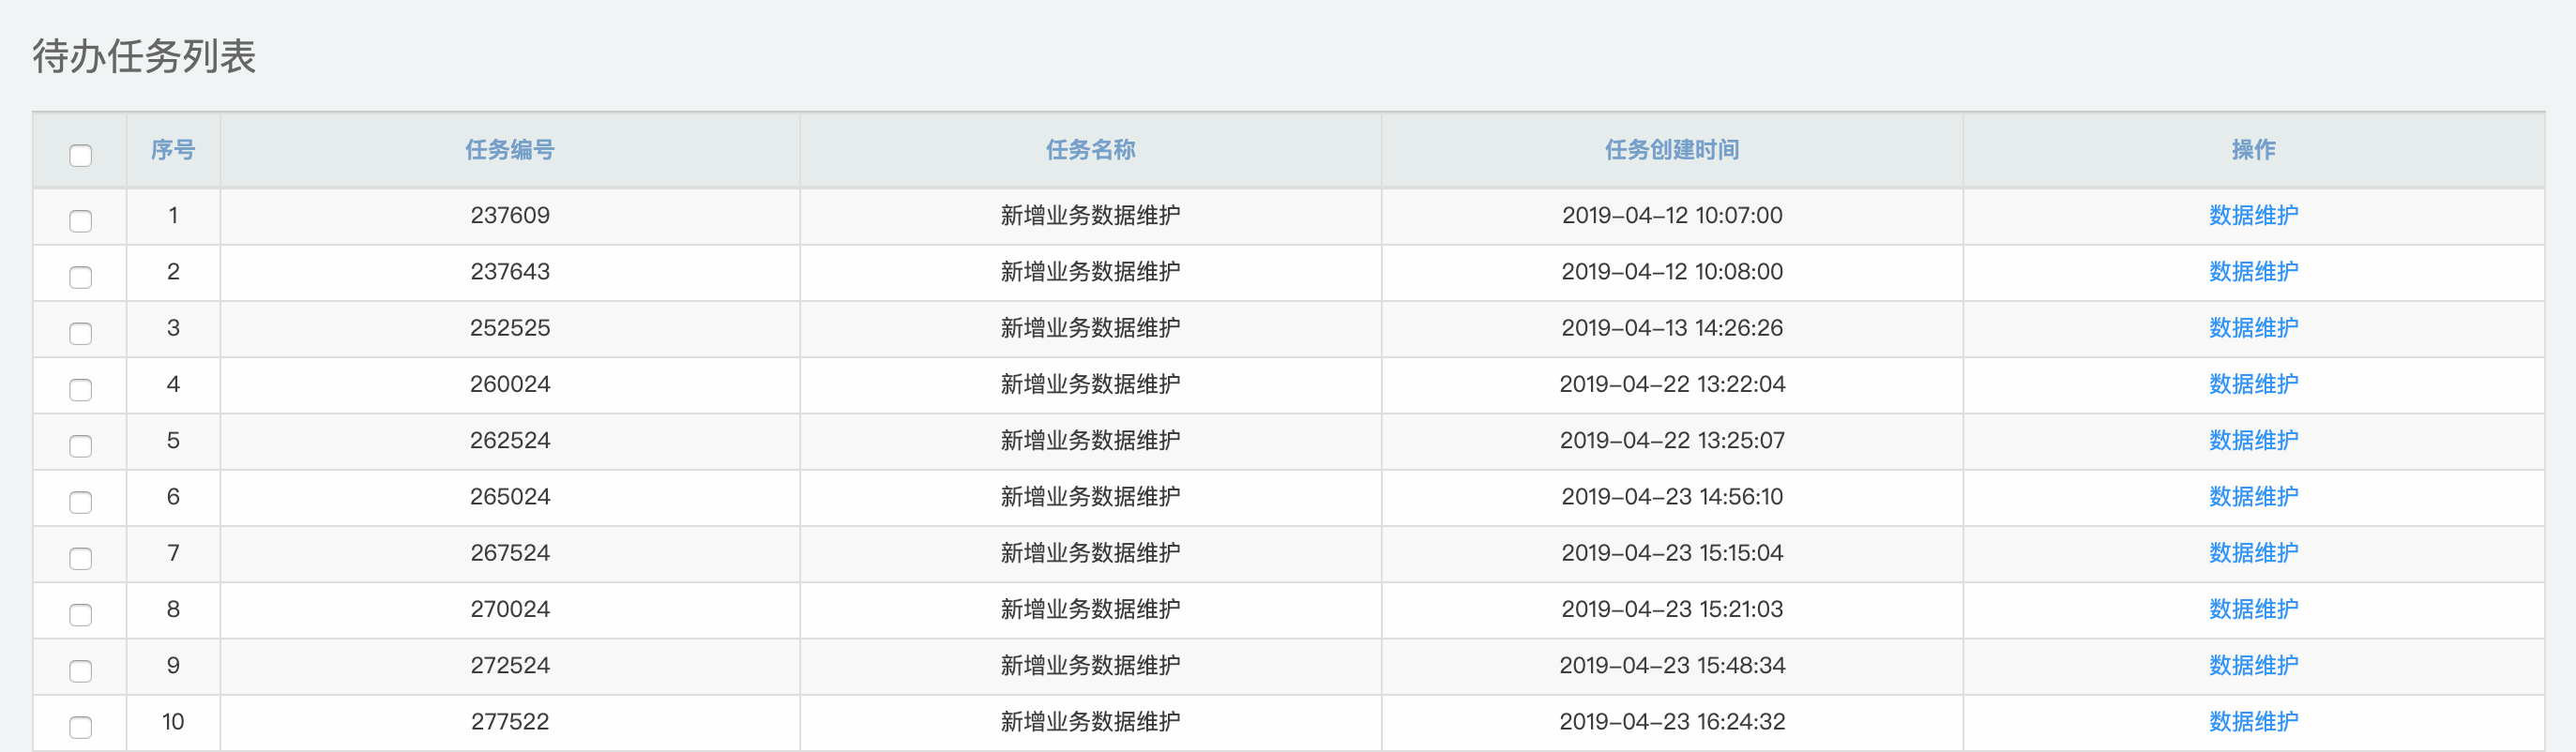 待办任务列表
序号 任务编号 任务名称 任务创建时间 操作
1 237609 新增业务数据维护 2019-04-12 10:07:00 数据维护
2 237643 新增业务数据维护 2019-04-12 10:08:00 数据维护
3 252525 新增业务数据维护 2019-04-13 14:26:26 数据维护
4 260024 新增业务数据维护 2019-04-22 13:22:04 数据维护
5 262524 新增业务数据维护 2019-04-22 13:25:07 数据维护
6 265024 新增业务数据维护 2019-04-23 14:56:10 数据维护
7 267524 新增业务数据维护 2019-04-23 15:15:04 数据维护
8 270024 新增业务数据维护 2019-04-23 15:21:03 数据维护
9 272524 新增业务数据维护 2019-04-23 15:48:34 数据维护
10 277522 新增业务数据维护 2019-04-23 16:24:32 数据维护